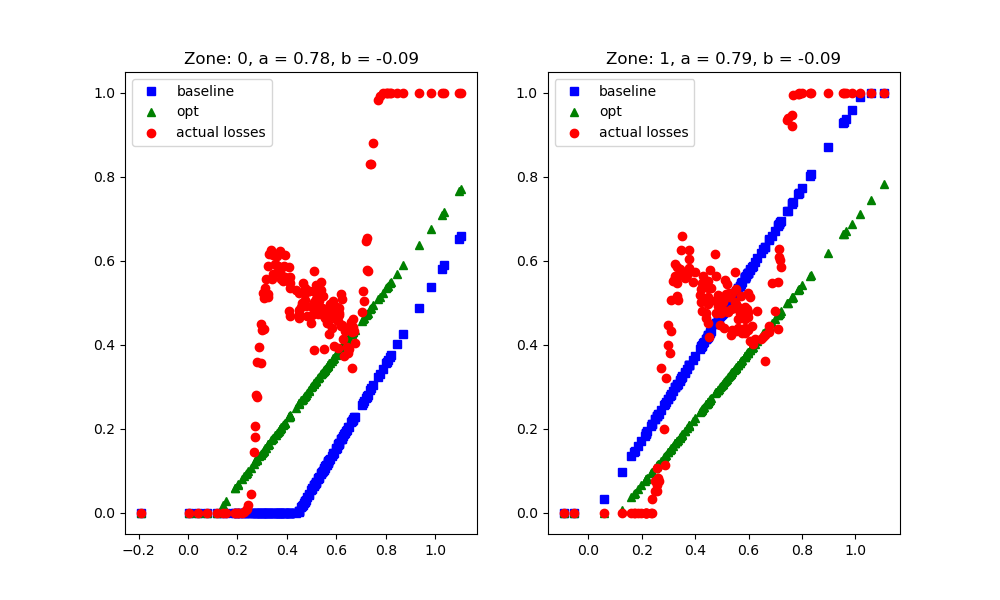 Zone: 0, a = 0.78, b = -0.09
baseline
opt
actual losses
1.0
0.8
0.6
0.4
0.2
0.0
−0.2 0.0 0.2 0.4 0.6 0.8 1.0
Zone: 1, a = 0.79, b = -0.09
baseline
opt
actual losses
1.0
0.8
0.6
0.4
0.2
0.0
0.0 0.2 0.4 0.6 0.8 1.0